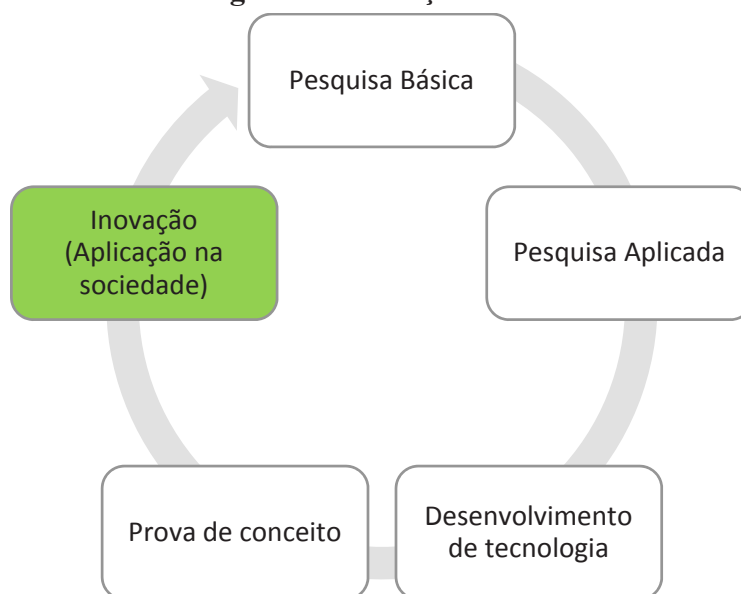 Pesquisa Básica
Pesquisa Aplicada
Desenvolvimento
de tecnologia
Prova de conceito
Inovação
(Aplicação na
sociedade)